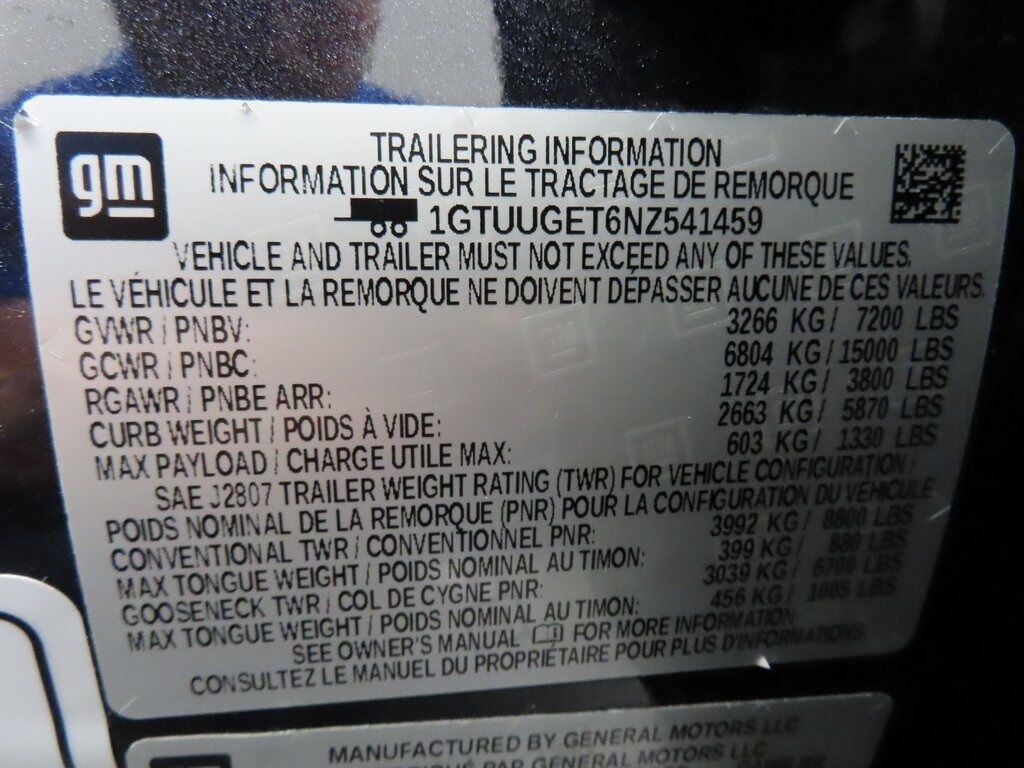 gm
TRAILERING INFORMATION
INFORMATION SUR LE TRACTAGE DE REMORQUE
1GTUUGET6NZ541459
VEHICLE AND TRAILER MUST NOT EXCEED ANY OF THESE VALUES.
LE VÉHICULE ET LA REMORQUE NE DOIVENT DÉPASSER AUCUNE DE CES VALEURS.
GVWR / PNBV: 3266 KG / 7200 LBS
GCWR / PNBC: 6804 KG / 15000 LBS
RGAWR / PNBE ARR: 1724 KG / 3800 LBS
CURB WEIGHT / POIDS À VIDE: 2663 KG / 5870 LBS
MAX PAYLOAD / CHARGE UTILE MAX: 603 KG / 1330 LBS
SAE J2807 TRAILER WEIGHT RATING (TWR) FOR VEHICLE CONFIGURATION /
POIDS NOMINAL DE LA REMORQUE (PNR) POUR LA CONFIGURATION DU VÉHICULE
CONVENTIONAL TWR / CONVENTIONNEL PNR: 3992 KG / 8800 LBS
MAX TONGUE WEIGHT / POIDS NOMINAL AU TIMON: 399 KG / 880 LBS
GOOSENECK TWR / COL DE CYGNE PNR: 3039 KG / 6700 LBS
MAX TONGUE WEIGHT / POIDS NOMINAL AU TIMON: 456 KG / 1005 LBS
SEE OWNER'S MANUAL FOR MORE INFORMATION
CONSULTEZ LE MANUEL DU PROPRIÉTAIRE POUR PLUS D'INFORMATIONS
MANUFACTURED BY GENERAL MOTORS LLC
PAR GENERAL MOTORS LLC